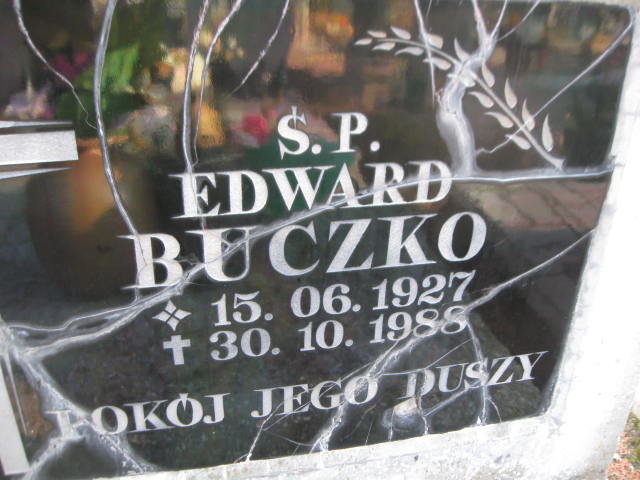 Ś. P.
EDWARD
BUCZKO
15. 06. 1927
30. 10. 1988
POKÓJ JEGO DUSZY